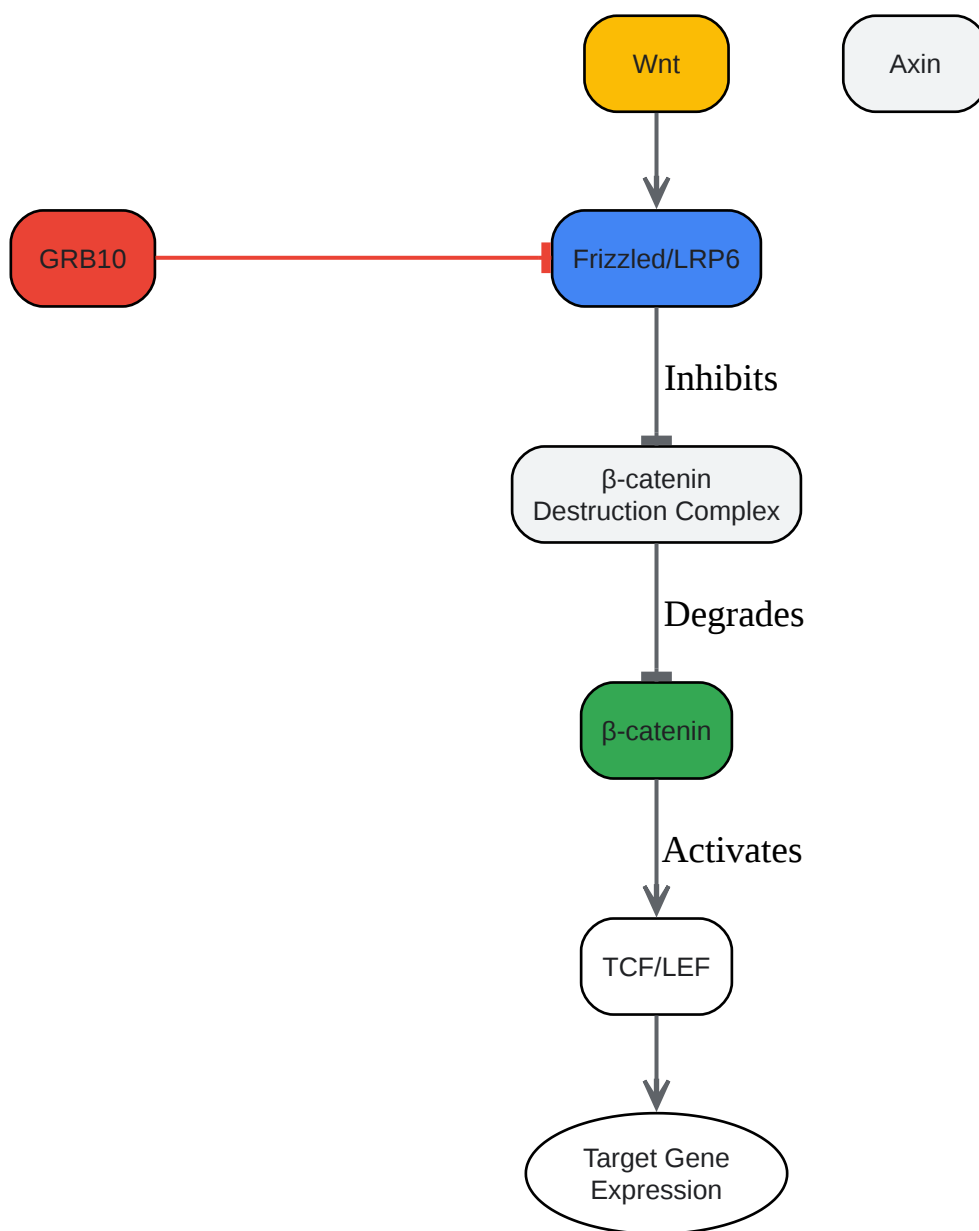 Wnt
Axin
GRB10
Frizzled/LRP6
Inhibits
β-catenin
Destruction Complex
Degrades
β-catenin
Activates
TCF/LEF
Target Gene
Expression